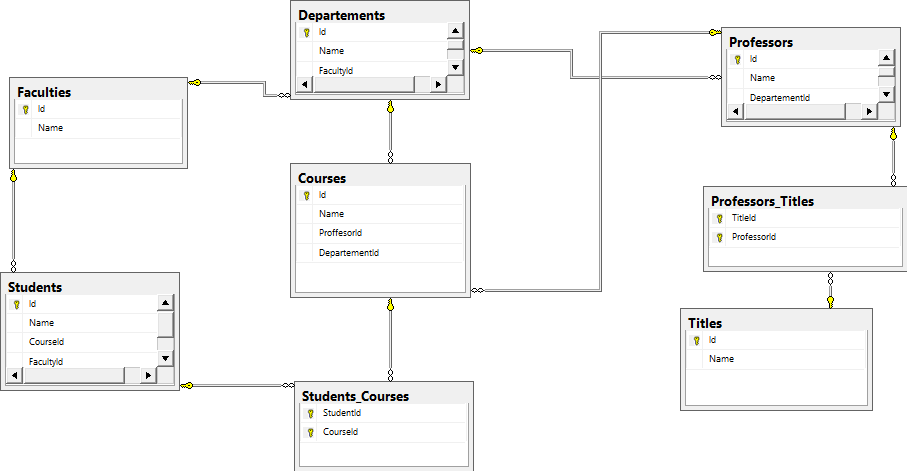 Departements
Id
Name
FacultyId
Professors
Id
Name
DepartementId
Faculties
Id
Name
Courses
Id
Name
ProffesorId
DepartementId
Professors_Titles
TitleId
ProfessorId
Students
Id
Name
CourseId
FacultyId
Titles
Id
Name
Students_Courses
StudentId
CourseId